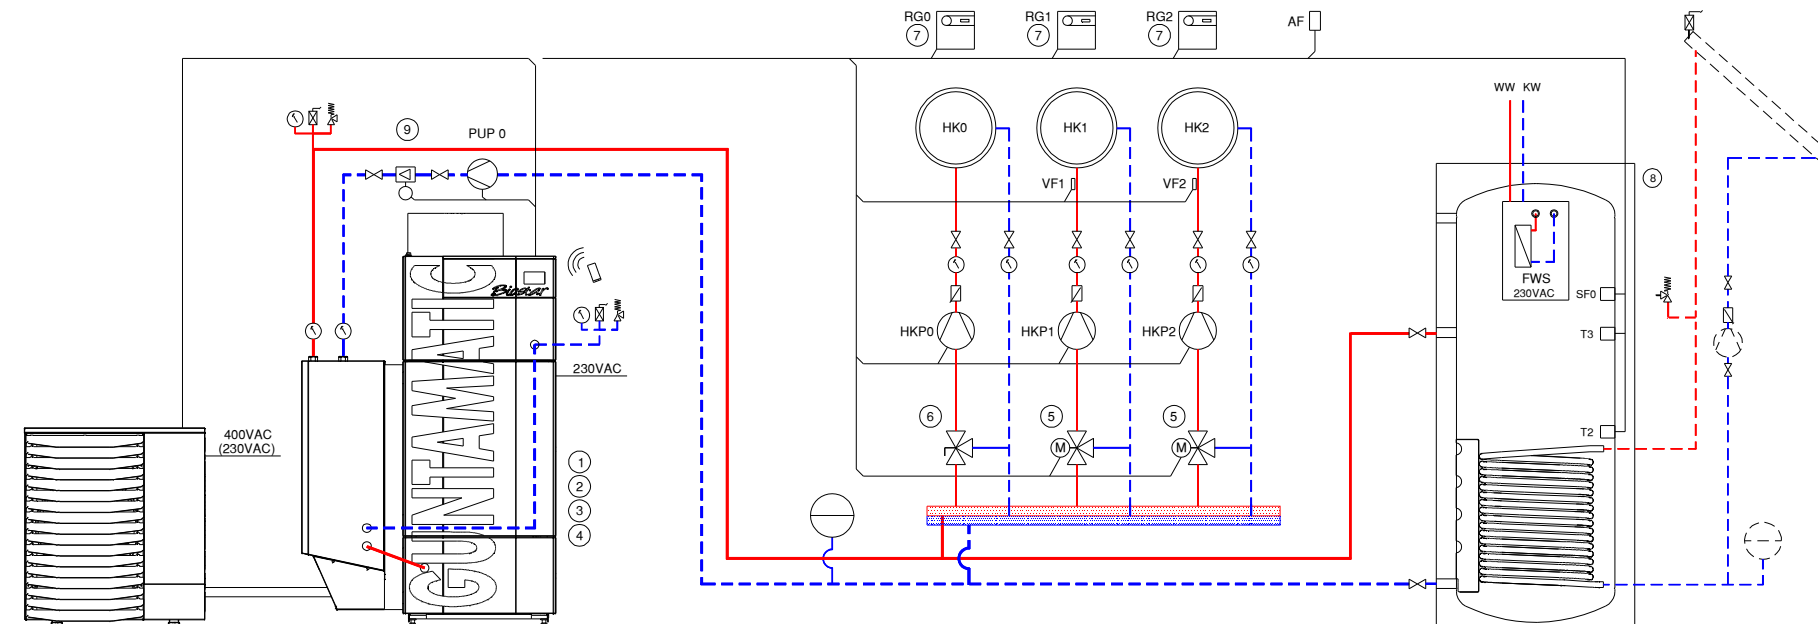 RG0
7
RG1
7
RG2
7
AF
9
PUP 0
WW KW
HK0
HK1
HK2
8
VF1
VF2
FWS
230VAC
SF0
T3
T2
Biostar
GUNTAMATIC
HKP0
HKP1
HKP2
230VAC
400VAC
(230VAC)
6
5
5
M
M
1
2
3
4